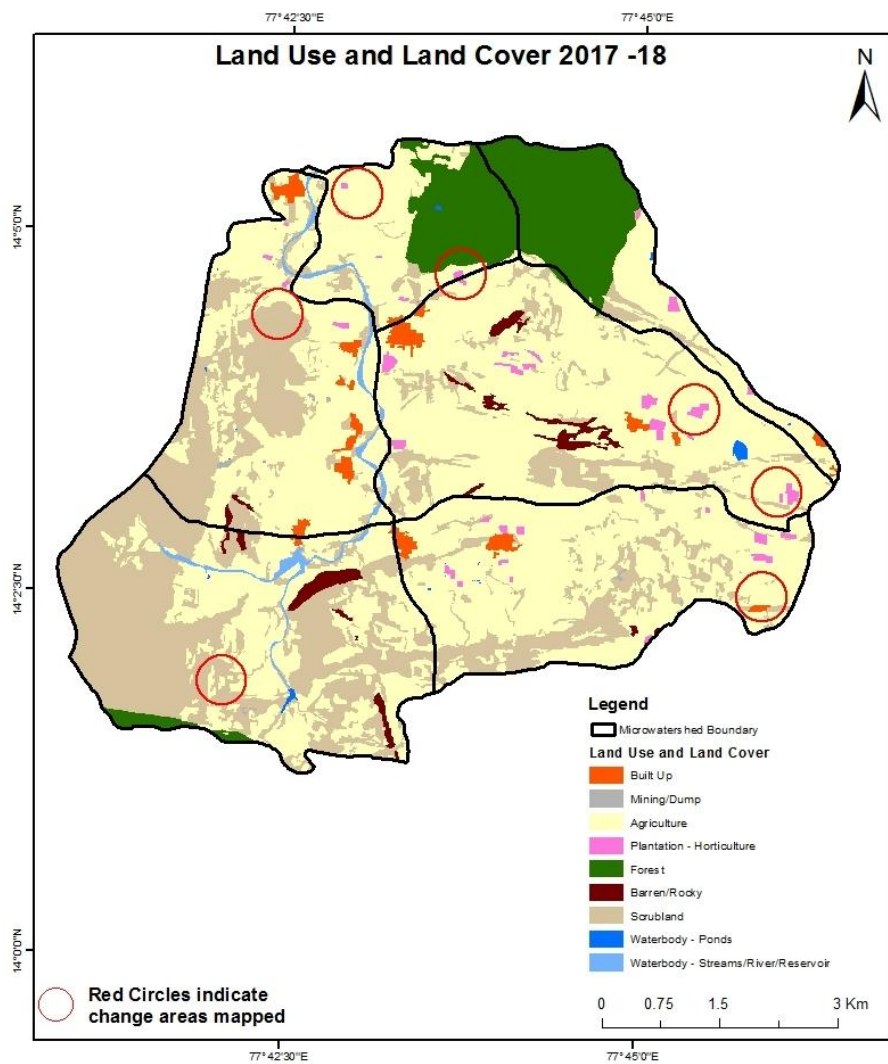 77°42'30"E
77°45'0"E
Land Use and Land Cover 2017 -18
N
14°5'0"N
14°2'30"N
14°0'0"N
Legend
Microwatershed Boundary
Land Use and Land Cover
Built Up
Mining/Dump
Agriculture
Plantation - Horticulture
Forest
Barren/Rocky
Scrubland
Waterbody - Ponds
Waterbody - Streams/River/Reservoir
Red Circles indicate
change areas mapped
0 0.75 1.5 3 Km
77°42'30"E
77°45'0"E